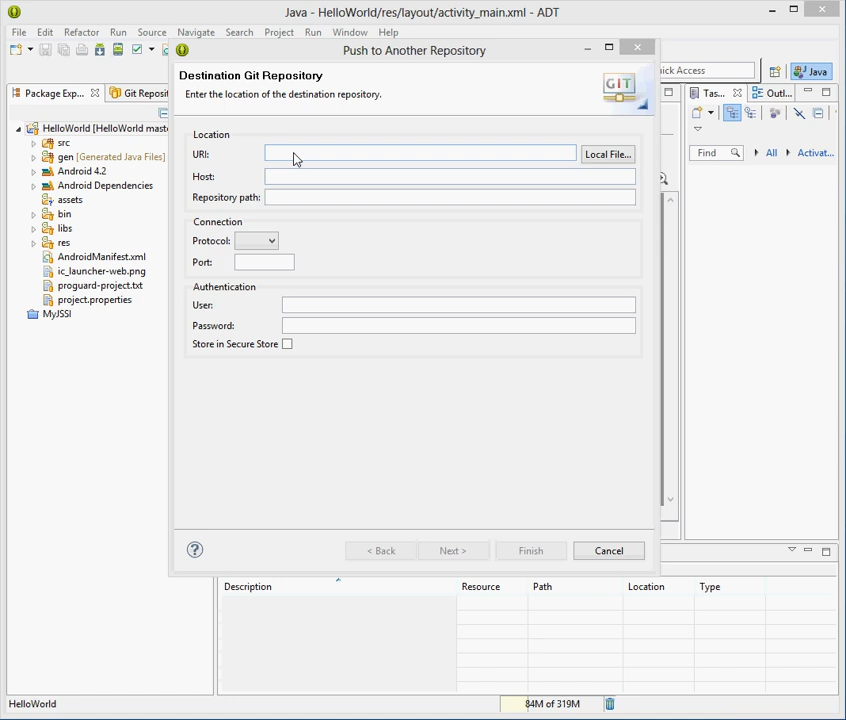 Java - HelloWorld/res/layout/activity_main.xml - ADT
File Edit Refactor Run Source Navigate Search Project Run Window Help
Push to Another Repository
Destination Git Repository
Enter the location of the destination repository.
GIT
ick Access
Java
Package Exp...
Git Reposit
Tas...
Outl...
HelloWorld [HelloWorld mast
src
gen [Generated Java Files]
Android 4.2
Android Dependencies
assets
bin
libs
res
AndroidManifest.xml
ic_launcher-web.png
proguard-project.txt
project.properties
MyJSSI
Location
URI:
Local File...
Host:
Repository path:
Connection
Protocol:
Port:
Authentication
User:
Password:
Store in Secure Store
Find
All
Activat...
?
< Back
Next >
Finish
Cancel
Description Resource Path Location Type
HelloWorld
84M of 319M